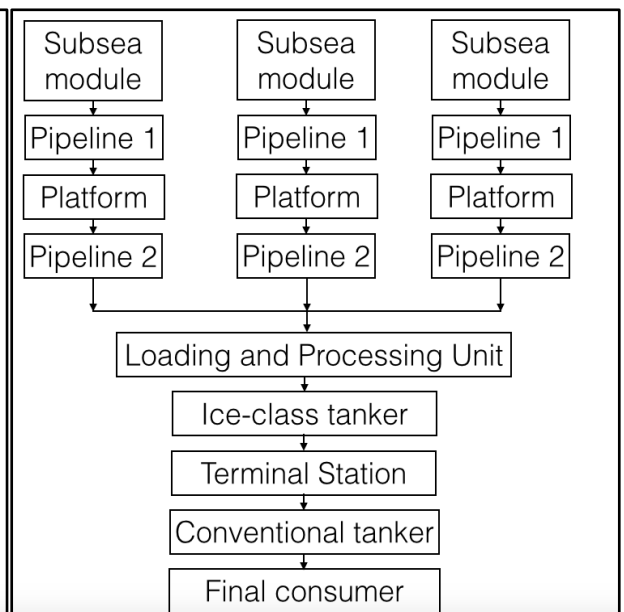 Subsea
module
Subsea
module
Subsea
module
Pipeline 1
Pipeline 1
Pipeline 1
Platform
Platform
Platform
Pipeline 2
Pipeline 2
Pipeline 2
Loading and Processing Unit
Ice-class tanker
Terminal Station
Conventional tanker
Final consumer